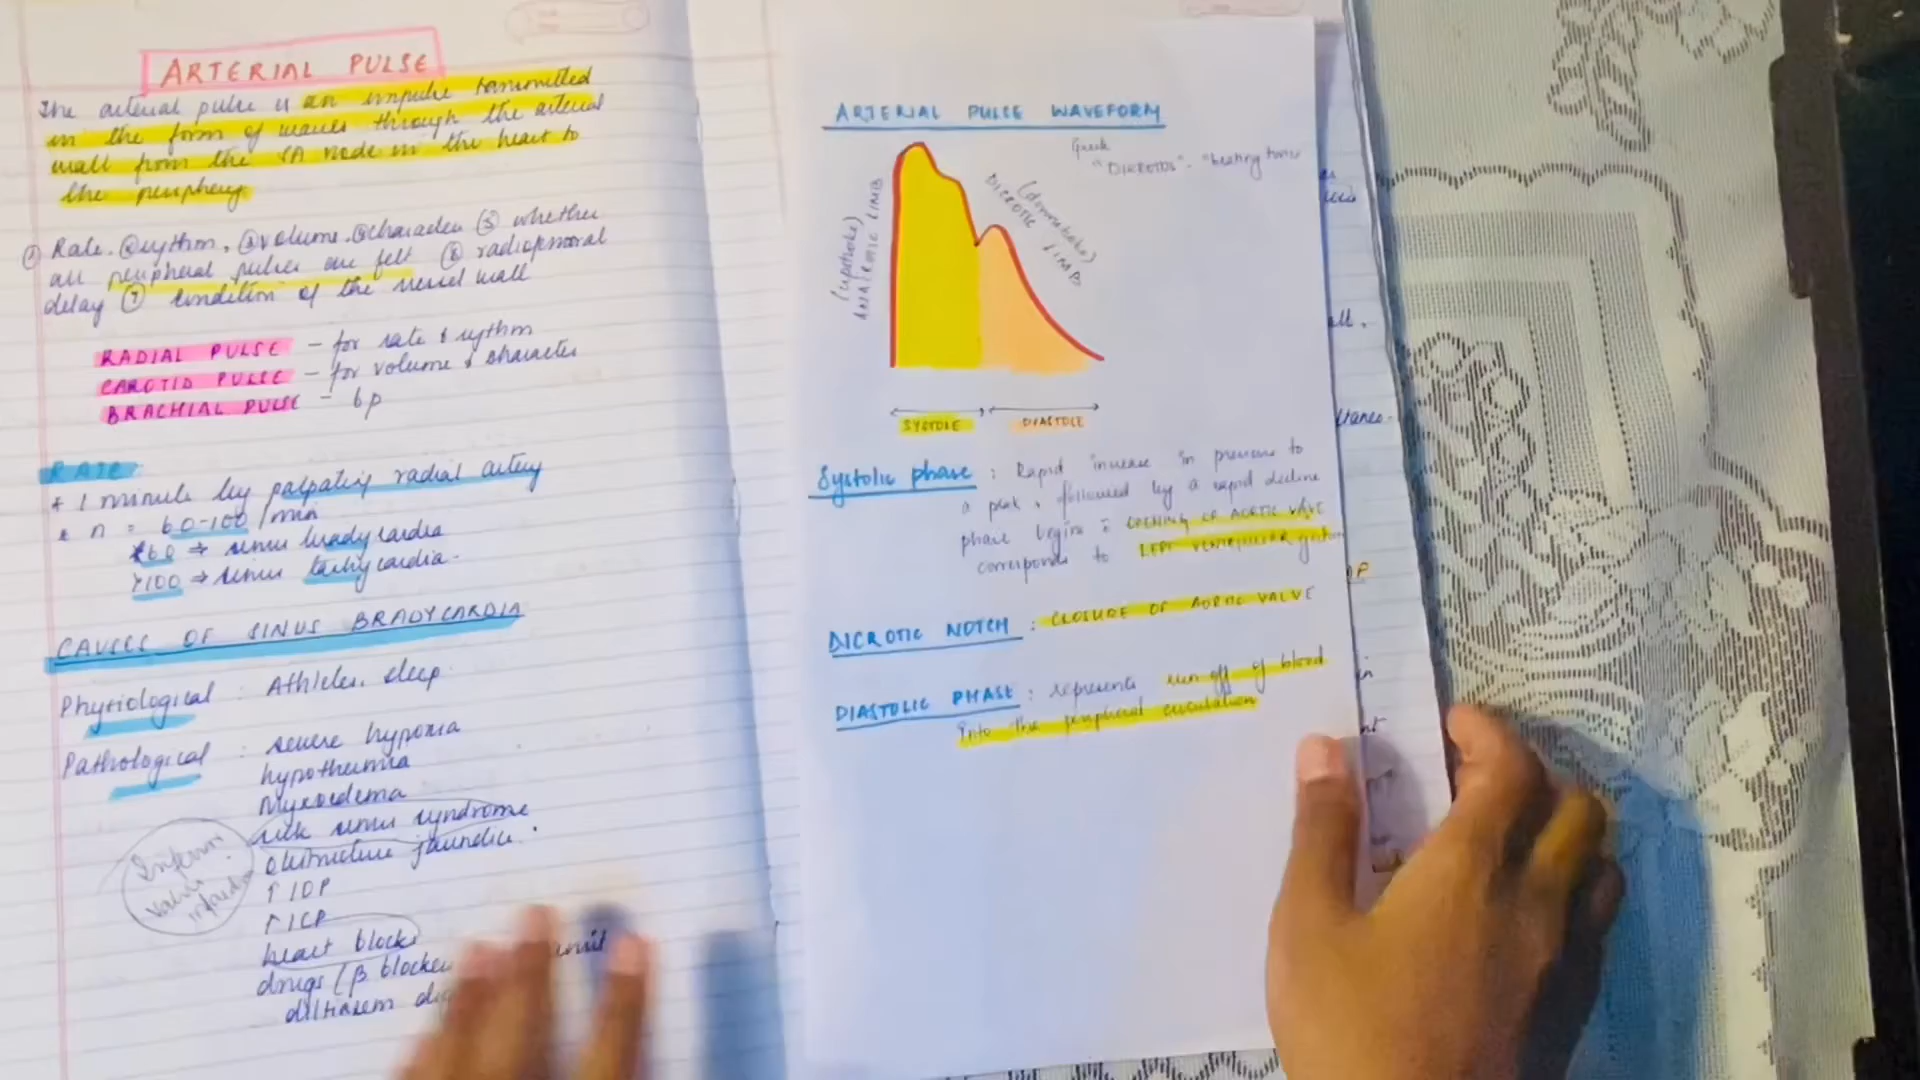 ARTERIAL PULSE
The arterial pulse is an impulse transmitted
in the form of waves through the arterial
wall from the SA node in the heart to
the periphery
① Rate. ② rythm, ③ volume. ④ character ⑤ whether
all peripheral pulses are felt ⑥ radiofemoral
delay ⑦ condition of the vessel wall
RADIAL PULSE - for rate & rythm
CAROTID PULSE - for volume & character
BRACHIAL PULSE - bp
RATE
* 1 minute by palpating radial artery
* n = 60-100/min
<60 ⇒ sinus bradycardia
>100 ⇒ sinus tachycardia.
CAUSES OF SINUS BRADYCARDIA
Physiological : Athletes, sleep.
Pathological : severe hypoxia
hypothermia
Myxoedema
sick sinus syndrome
obstructive jaundice.
↑ IOP
↑ ICP
heart blocks
drugs (β blocker
diltiazem
ARTERIAL PULSE WAVEFORM
Greek
"DICROTOS" - "beating twice
(upstroke)
ANACROTIC LIMB
(downstroke)
DICROTIC LIMB
SYSTOLE DIASTOLE
Systolic phase : Rapid increase in pressure to
a peak, followed by a rapid decline
phase begins c̄ OPENING OF AORTIC VALVE
corresponds to LEFT VENTRICULAR ejection
DICROTIC NOTCH : CLOSURE OF AORTIC VALVE
DIASTOLIC PHASE : represents run off of blood
into the peripheral circulation